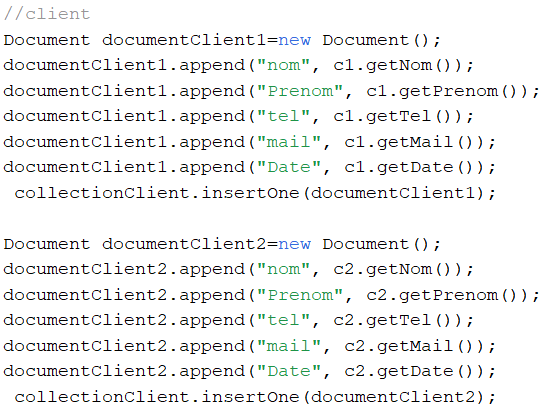 //client
Document documentClient1=new Document();
documentClient1.append("nom", c1.getNom());
documentClient1.append("Prenom", c1.getPrenom());
documentClient1.append("tel", c1.getTel());
documentClient1.append("mail", c1.getMail());
documentClient1.append("Date", c1.getDate());
collectionClient.insertOne(documentClient1);
Document documentClient2=new Document();
documentClient2.append("nom", c2.getNom());
documentClient2.append("Prenom", c2.getPrenom());
documentClient2.append("tel", c2.getTel());
documentClient2.append("mail", c2.getMail());
documentClient2.append("Date", c2.getDate());
collectionClient.insertOne(documentClient2);